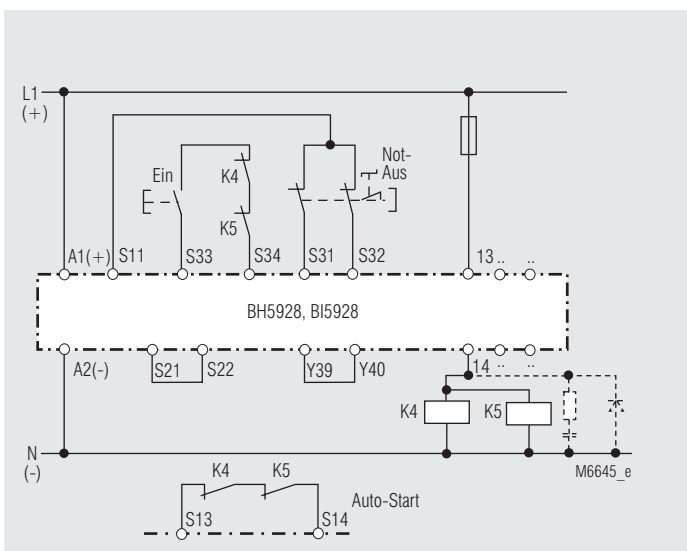 L1
(+)
Ein
K4
K5
Not-
Aus
A1(+) S11 S33 S34 S31 S32 13 .. ..
BH5928, BI5928
A2(-) S21 S22 Y39 Y40 14 .. ..
K4 K5
N
(-)
M6645_e
K4 K5
Auto-Start
S13 S14